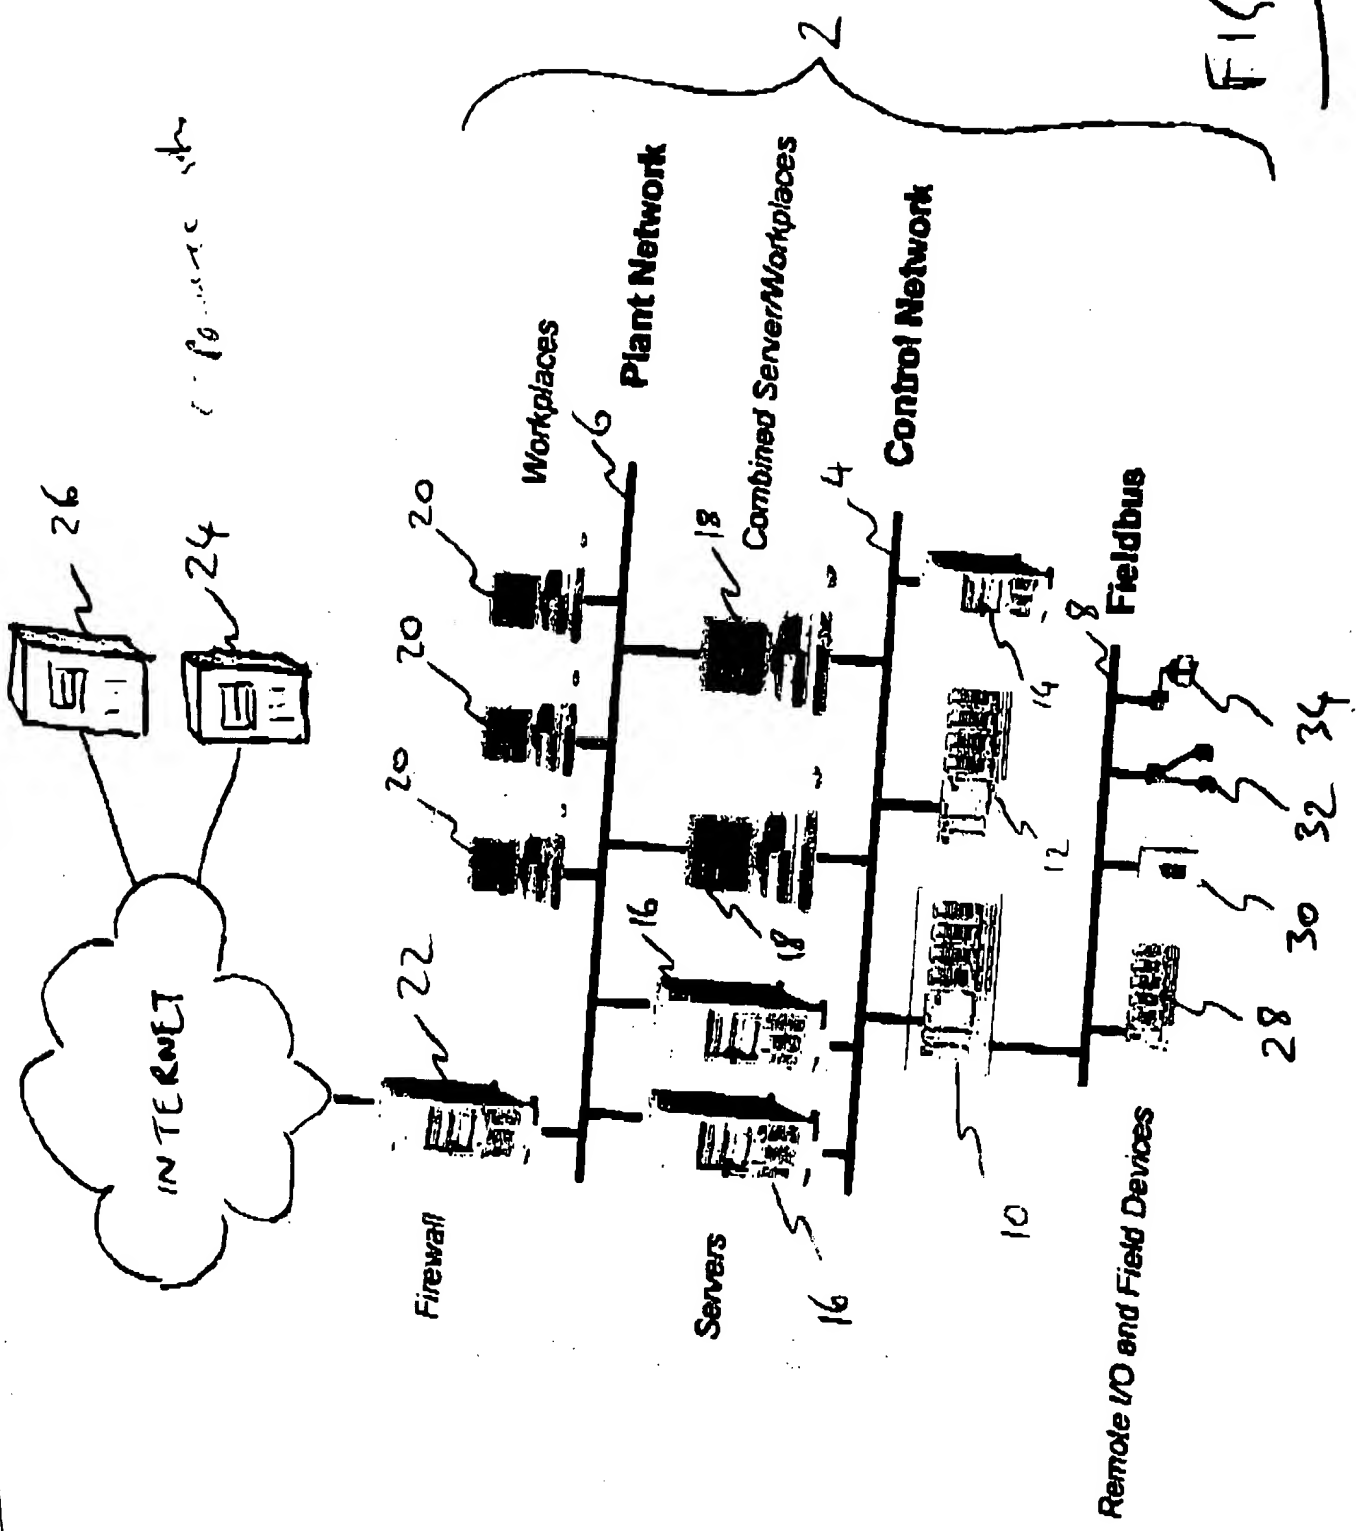 INTERNET
26
24
Firewall
22
20
20
20
Workplaces
6
Plant Network
2
Servers
16
16
18
18
Combined Server/Workplaces
4
Control Network
10
12
14
8
Fieldbus
Remote I/O and Field Devices
28
30
32
34